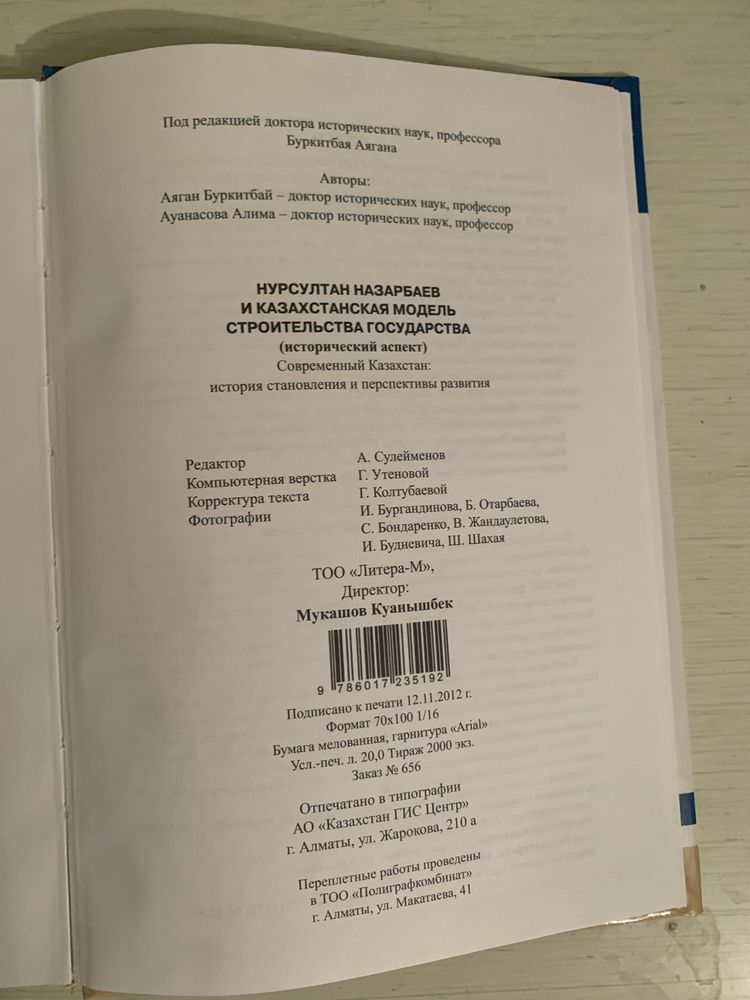 Под редакцией доктора исторических наук, профессора
Буркитбая Аягана
Авторы:
Аяган Буркитбай – доктор исторических наук, профессор
Ауанасова Алима – доктор исторических наук, профессор
НУРСУЛТАН НАЗАРБАЕВ
И КАЗАХСТАНСКАЯ МОДЕЛЬ
СТРОИТЕЛЬСТВА ГОСУДАРСТВА
(исторический аспект)
Современный Казахстан:
история становления и перспективы развития
Редактор А. Сулейменов
Компьютерная верстка Г. Утеновой
Корректура текста Г. Колтубаевой
Фотографии И. Бургандинова, Б. Отарбаева,
С. Бондаренко, В. Жандаулетова,
И. Будневича, Ш. Шахая
ТОО «Литера-М»,
Директор:
Мукашов Куанышбек
9 786017 235192
Подписано к печати 12.11.2012 г.
Формат 70x100 1/16
Бумага мелованная, гарнитура «Arial»
Усл.-печ. л. 20,0 Тираж 2000 экз.
Заказ № 656
Отпечатано в типографии
АО «Казахстан ГИС Центр»
г. Алматы, ул. Жарокова, 210 а
Переплетные работы проведены
в ТОО «Полиграфкомбинат»
г. Алматы, ул. Макатаева, 41